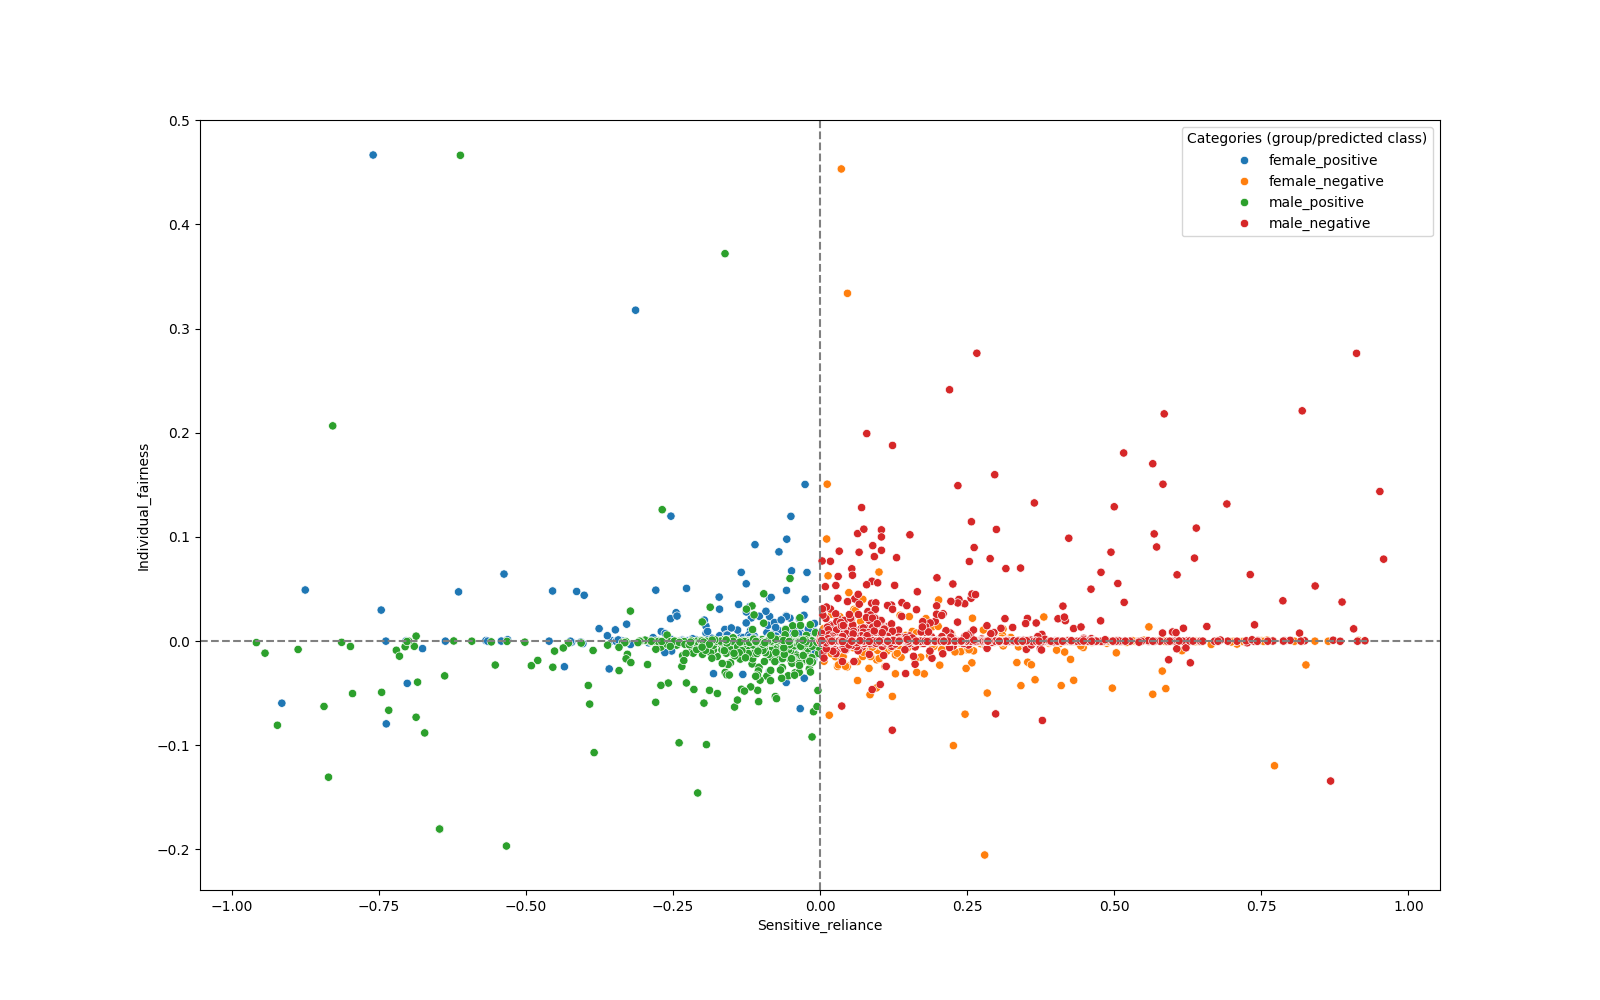 Categories (group/predicted class)
female_positive
female_negative
male_positive
male_negative
0.5
0.4
0.3
0.2
0.1
0.0
−0.1
−0.2
Individual_fairness
−1.00 −0.75 −0.50 −0.25 0.00 0.25 0.50 0.75 1.00
Sensitive_reliance